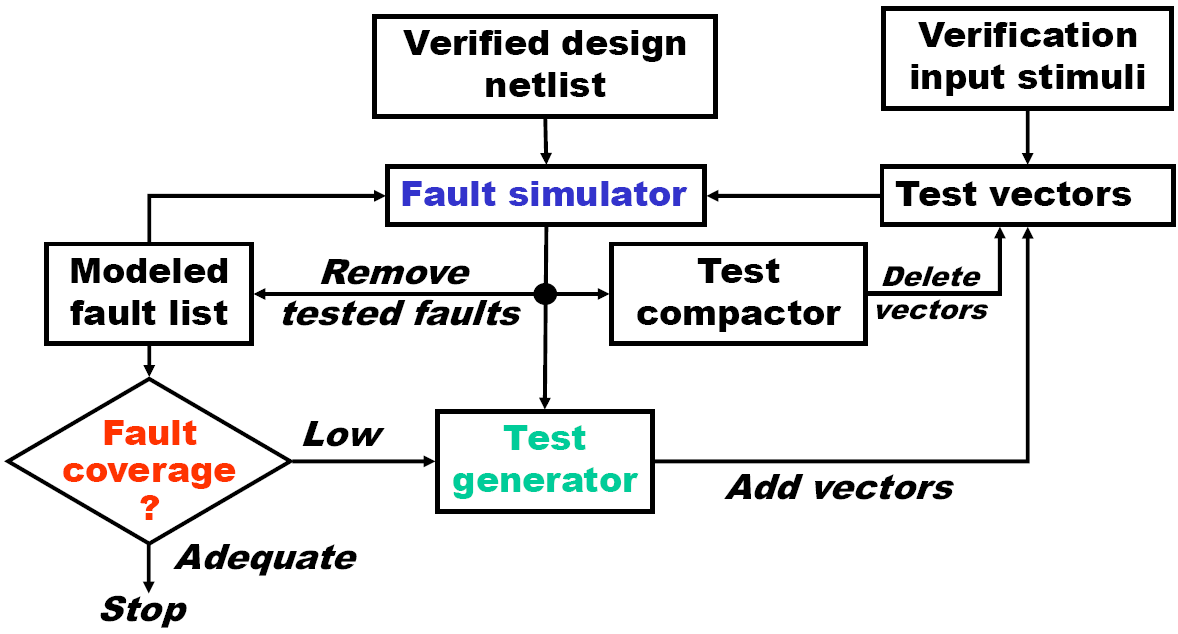 Verified design
netlist
Verification
input stimuli
Fault simulator
Test vectors
Modeled
fault list
Remove
tested faults
Test
compactor
Delete
vectors
Fault
coverage
?
Low
Test
generator
Add vectors
Adequate
Stop